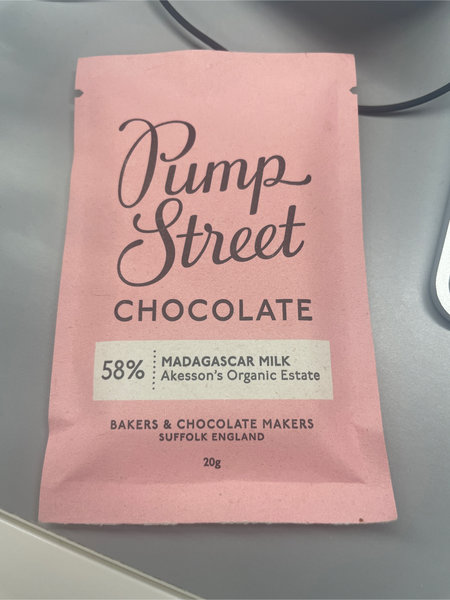 Pump
Street
CHOCOLATE
58%
MADAGASCAR MILK
Akesson's Organic Estate
BAKERS & CHOCOLATE MAKERS
SUFFOLK ENGLAND
20g